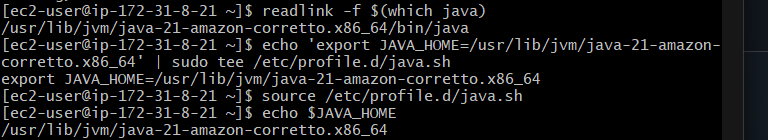 [ec2-user@ip-172-31-8-21 ~]$ readlink -f $(which java)
/usr/lib/jvm/java-21-amazon-corretto.x86_64/bin/java
[ec2-user@ip-172-31-8-21 ~]$ echo 'export JAVA_HOME=/usr/lib/jvm/java-21-amazon-
corretto.x86_64' | sudo tee /etc/profile.d/java.sh
export JAVA_HOME=/usr/lib/jvm/java-21-amazon-corretto.x86_64
[ec2-user@ip-172-31-8-21 ~]$ source /etc/profile.d/java.sh
[ec2-user@ip-172-31-8-21 ~]$ echo $JAVA_HOME
/usr/lib/jvm/java-21-amazon-corretto.x86_64